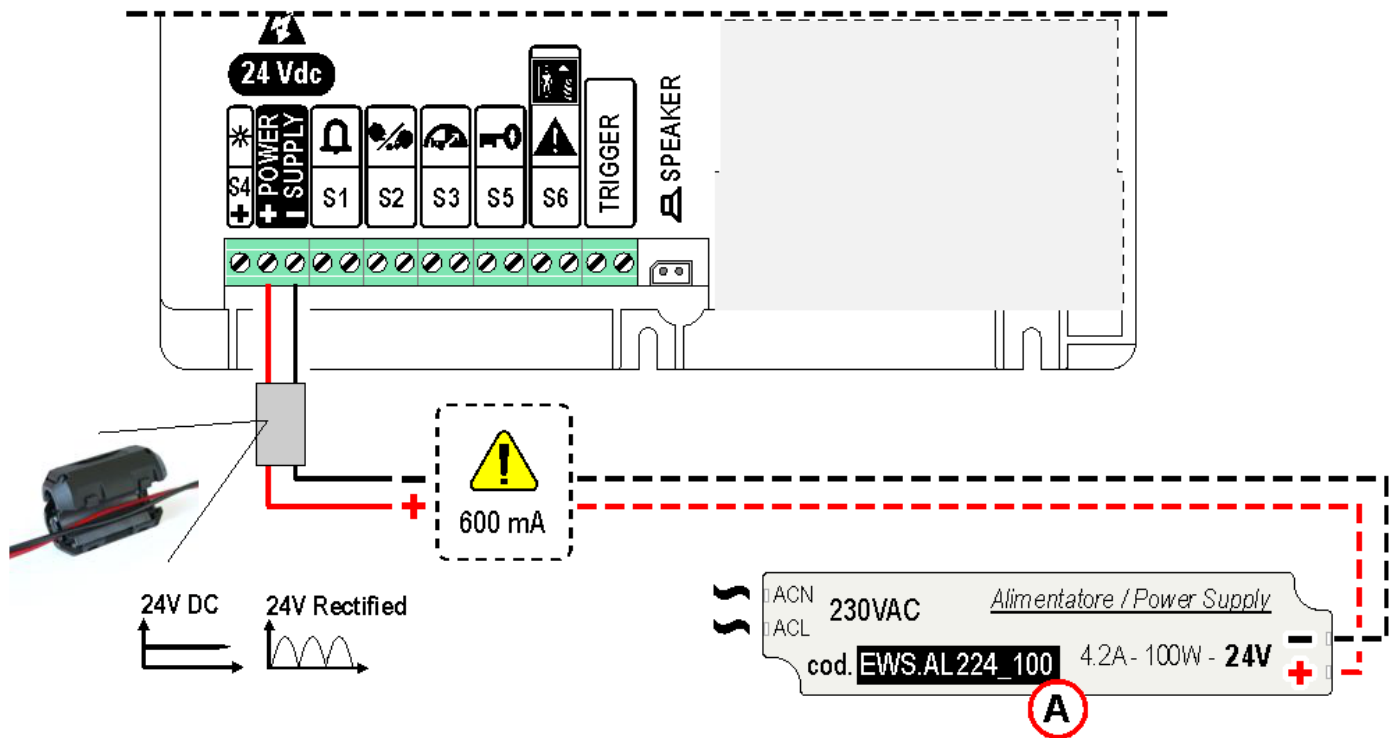 24 Vdc
S4
+
+ POWER
− SUPPLY
S1
S2
S3
S5
S6
TRIGGER
SPEAKER
−
+
600 mA
24V DC
24V Rectified
ACN
ACL
230VAC
Alimentatore / Power Supply
cod. EWS.AL224_100
4.2A - 100W - 24V
−
+
A